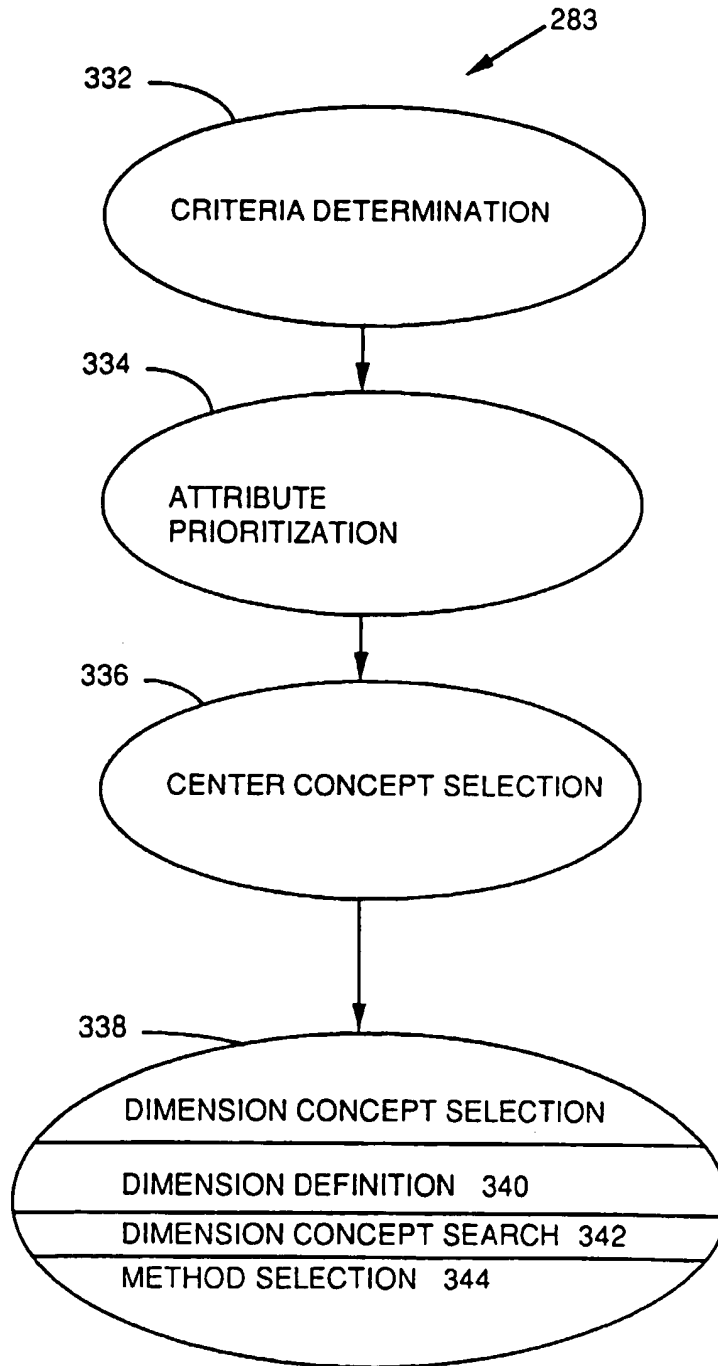 283
332
CRITERIA DETERMINATION
334
ATTRIBUTE
PRIORITIZATION
336
CENTER CONCEPT SELECTION
338
DIMENSION CONCEPT SELECTION
DIMENSION DEFINITION 340
DIMENSION CONCEPT SEARCH 342
METHOD SELECTION 344